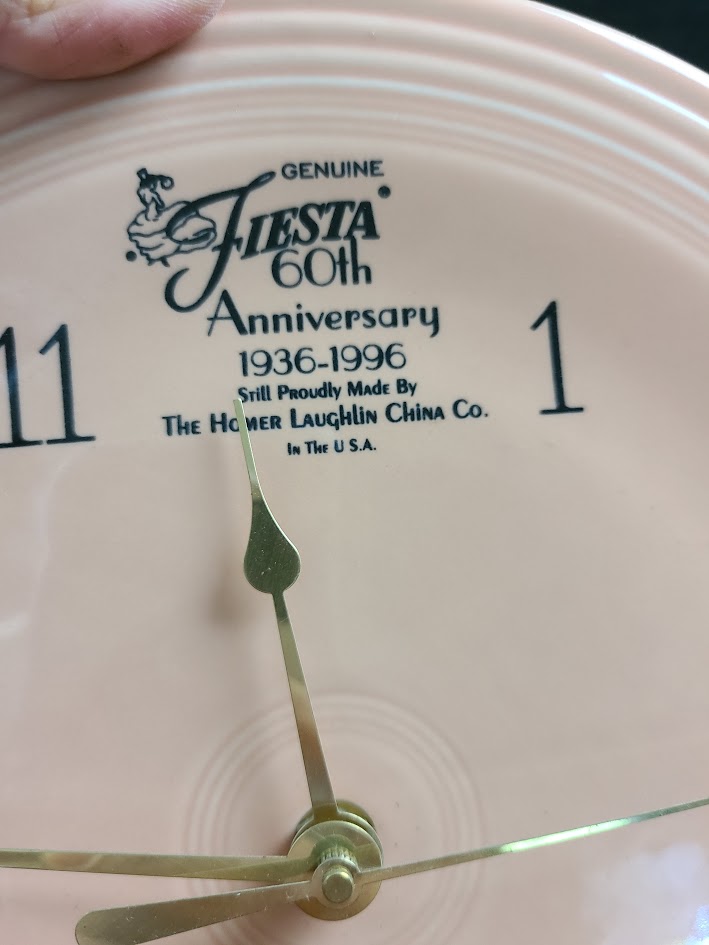 GENUINE
FIESTA
60th
Anniversary
1936-1996
Still Proudly Made By
The Homer Laughlin China Co.
In The U S.A.
11
1